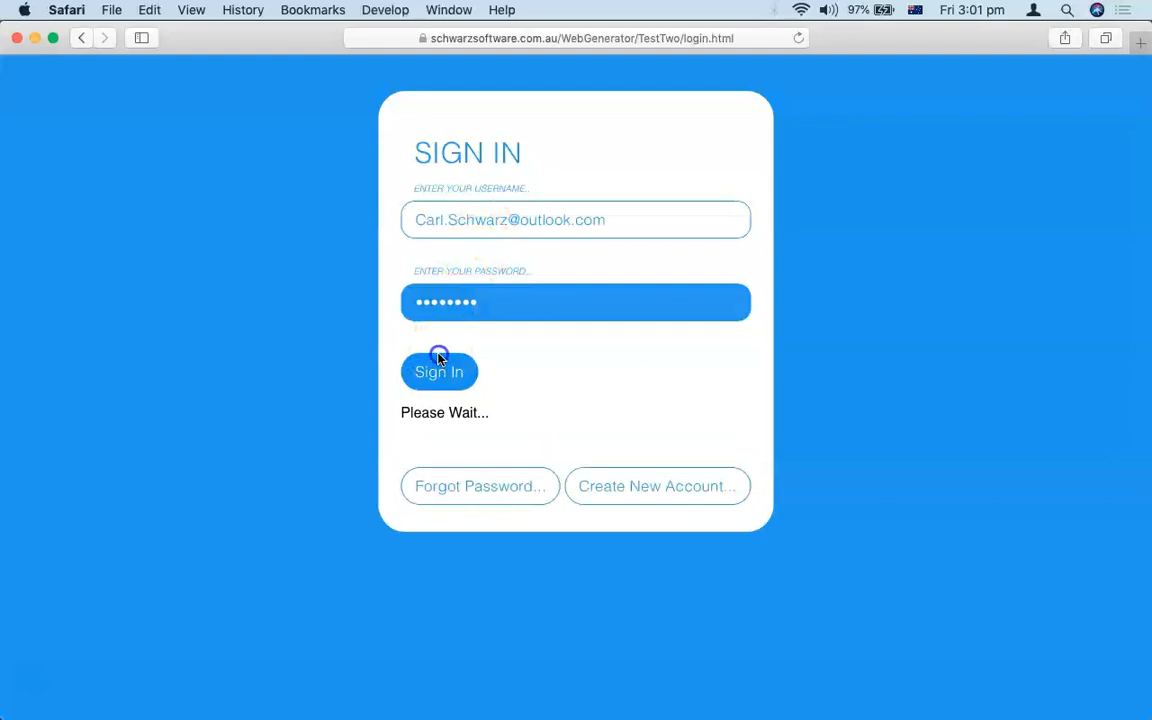 Safari File Edit View History Bookmarks Develop Window Help 97% Fri 3:01 pm
schwarzsoftware.com.au/WebGenerator/TestTwo/login.html
SIGN IN
ENTER YOUR USERNAME..
Carl.Schwarz@outlook.com
ENTER YOUR PASSWORD...
••••••••
Sign In
Please Wait...
Forgot Password... Create New Account...